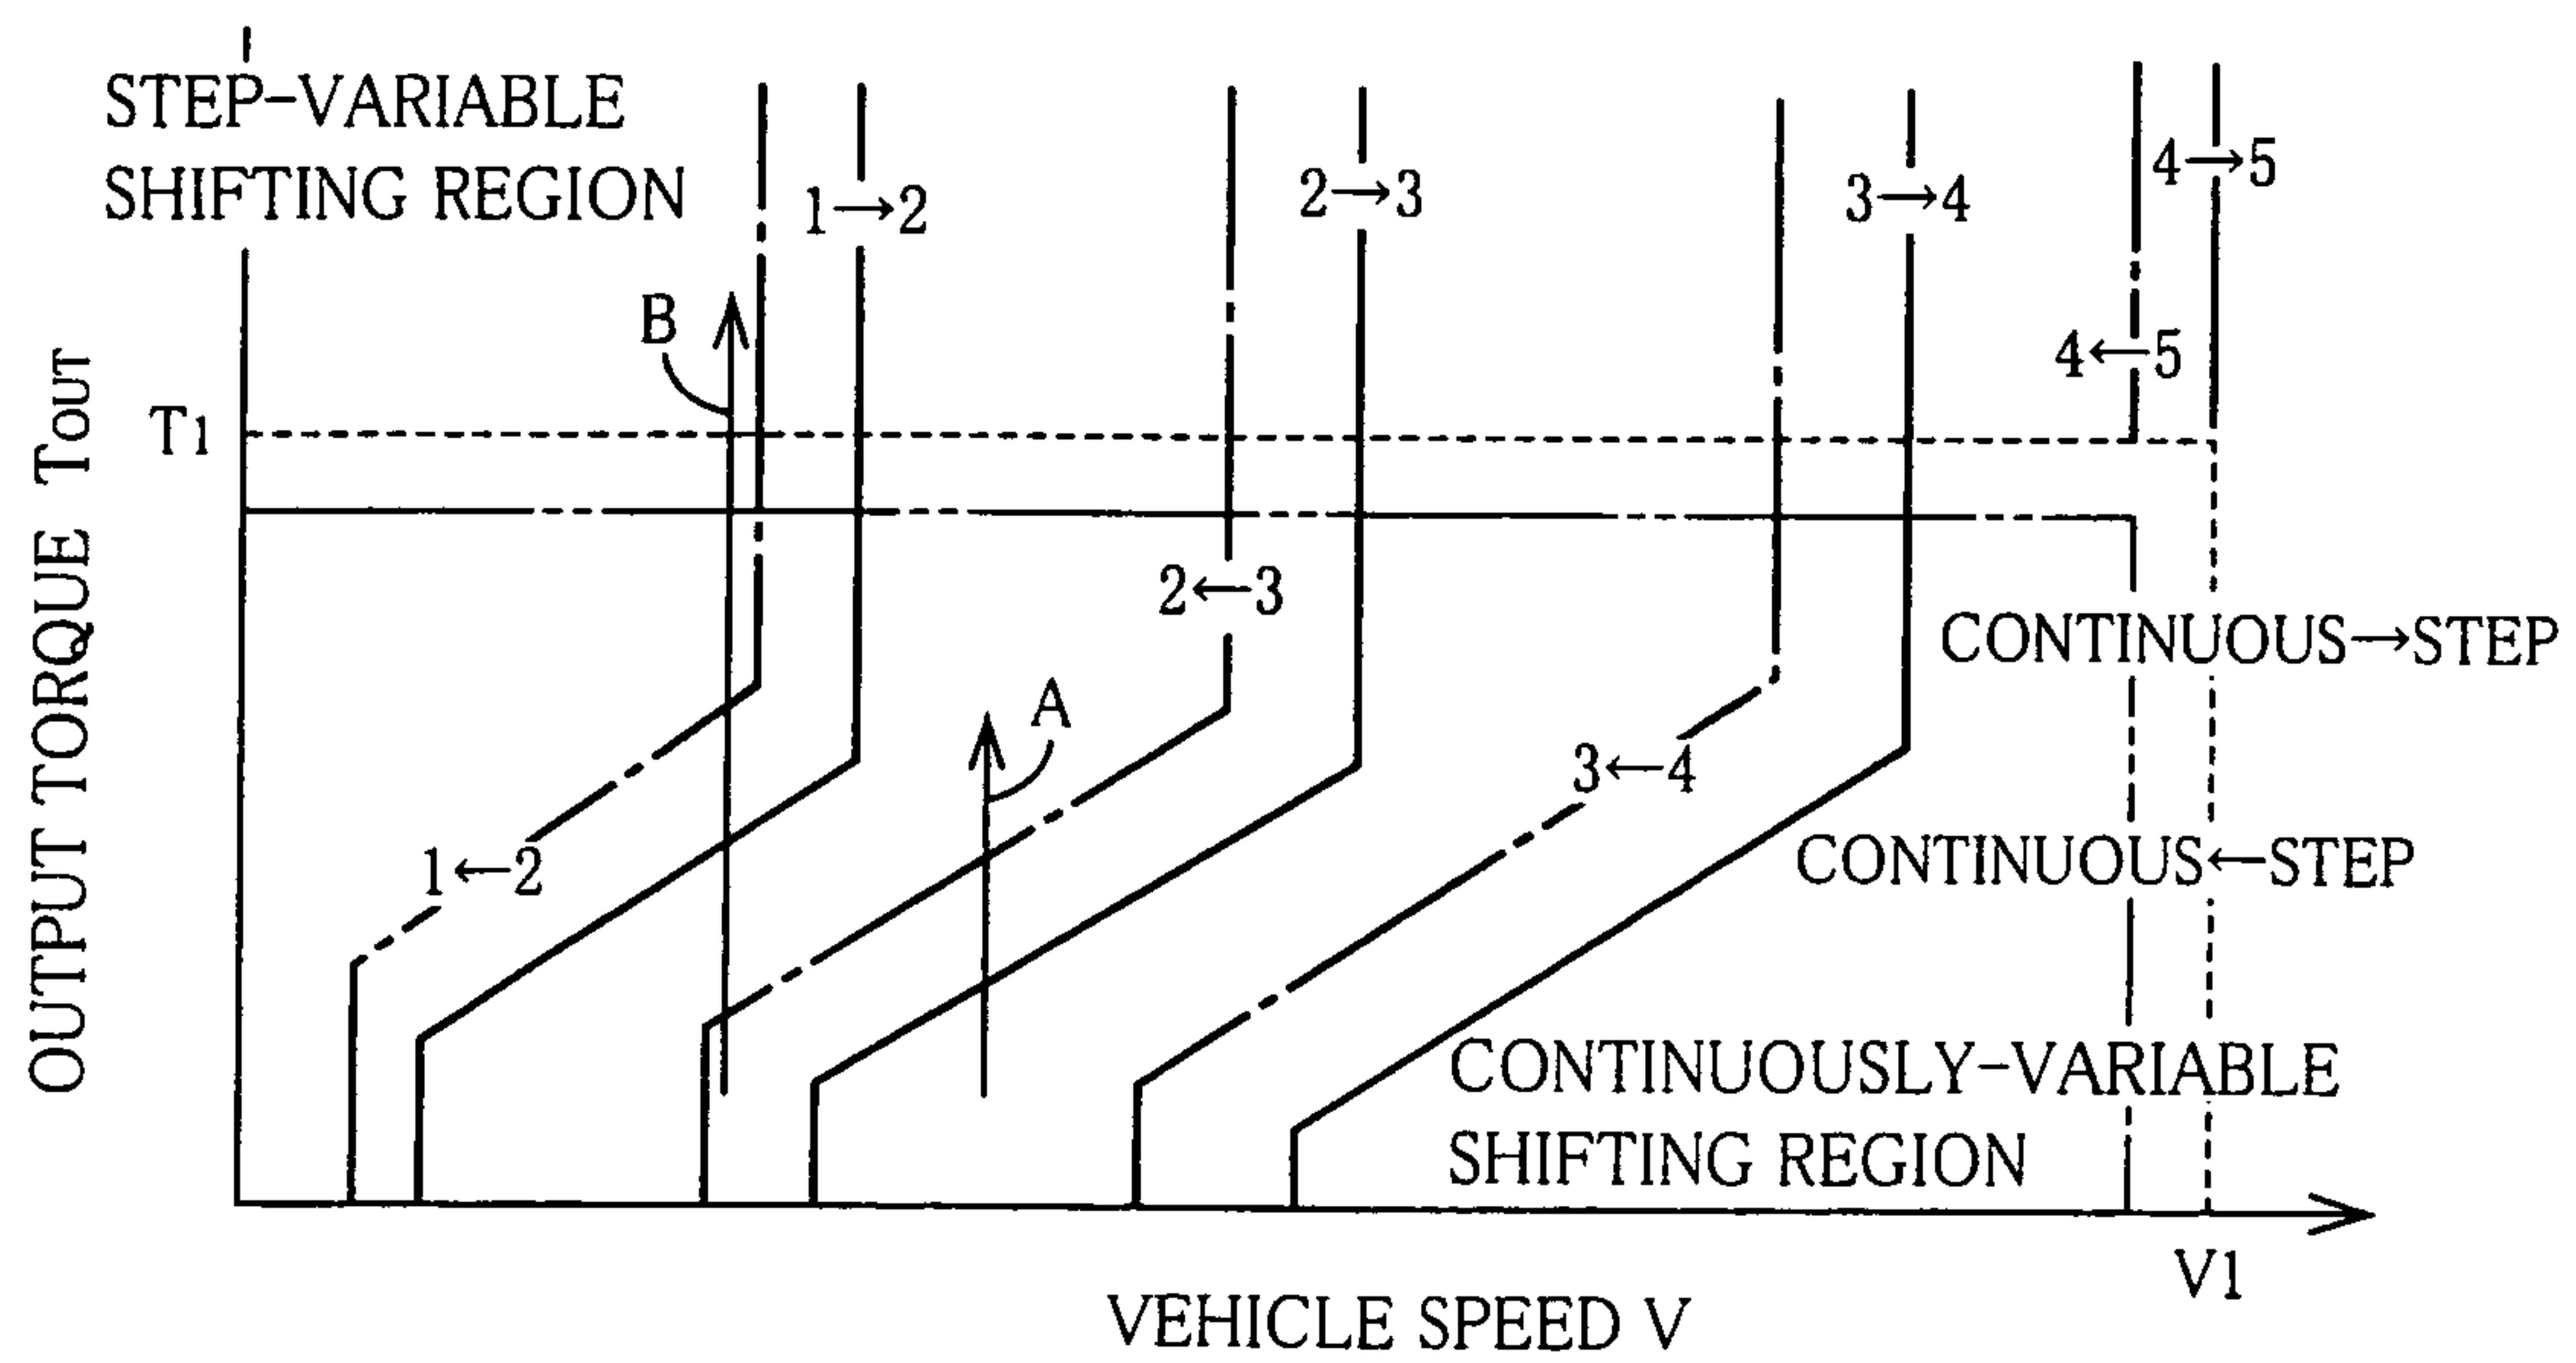 STEP-VARIABLE
SHIFTING REGION
1→2
2→3
3→4
4→5
B
4←5
T1
OUTPUT TORQUE TOUT
2←3
CONTINUOUS→STEP
A
3←4
1←2
CONTINUOUS←STEP
CONTINUOUSLY-VARIABLE
SHIFTING REGION
V1
VEHICLE SPEED V